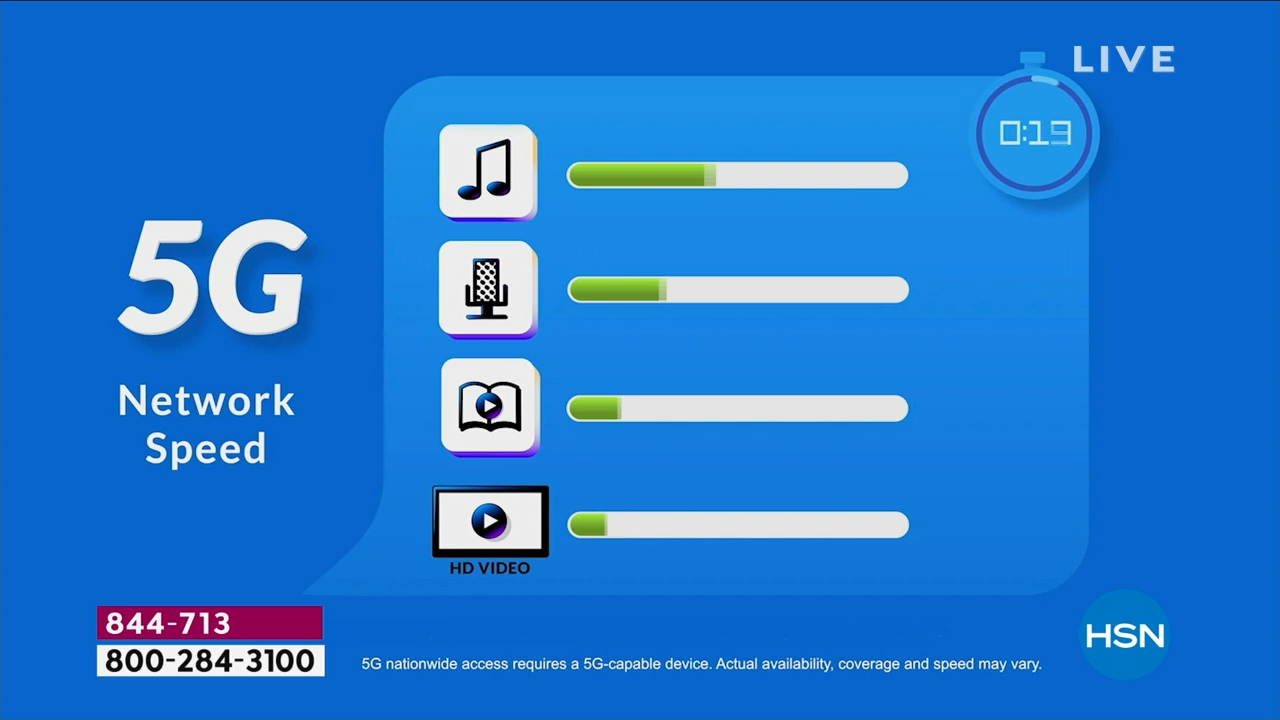 LIVE
0:19
5G
Network
Speed
HD VIDEO
844-713
800-284-3100
5G nationwide access requires a 5G-capable device. Actual availability, coverage and speed may vary.
HSN